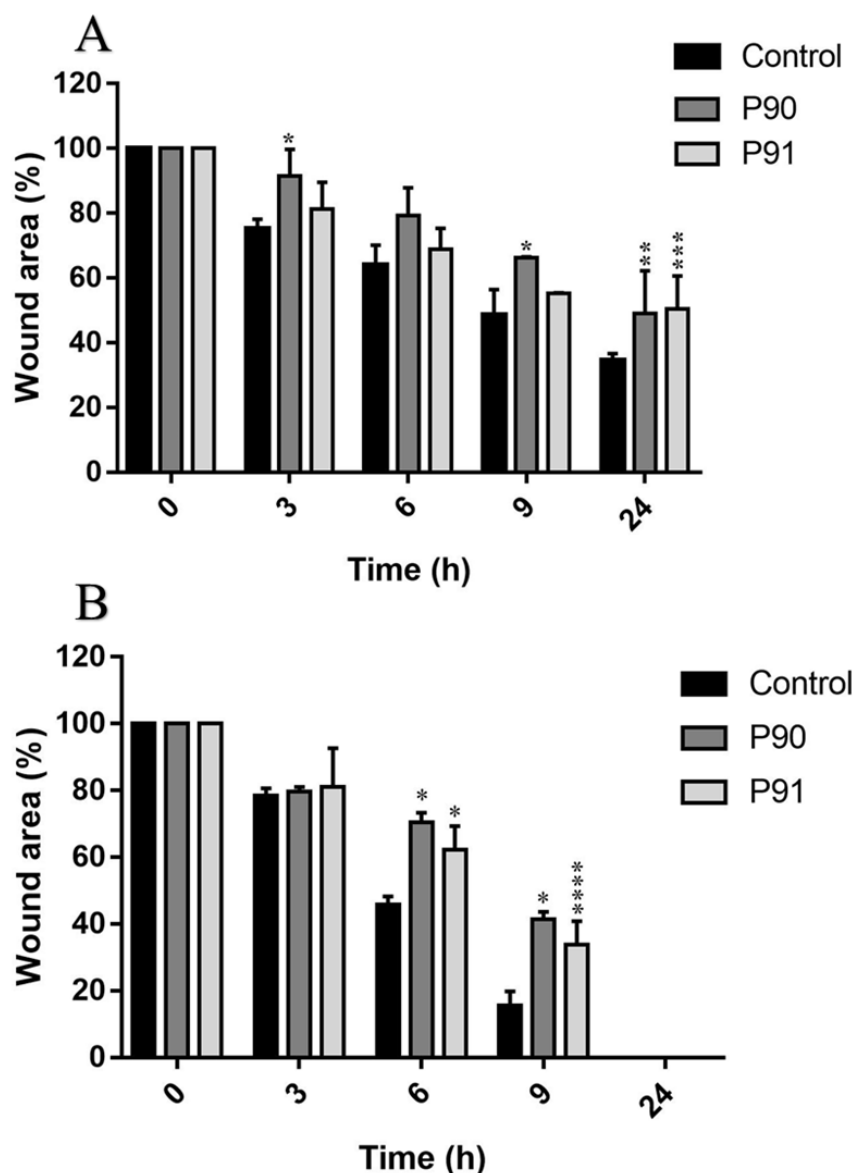 A
Control
P90
P91
Wound area (%)
120
100
80
60
40
20
0
*
*
**
***
0 3 6 9 24
Time (h)
B
Control
P90
P91
Wound area (%)
120
100
80
60
40
20
0
* *
*
****
0 3 6 9 24
Time (h)